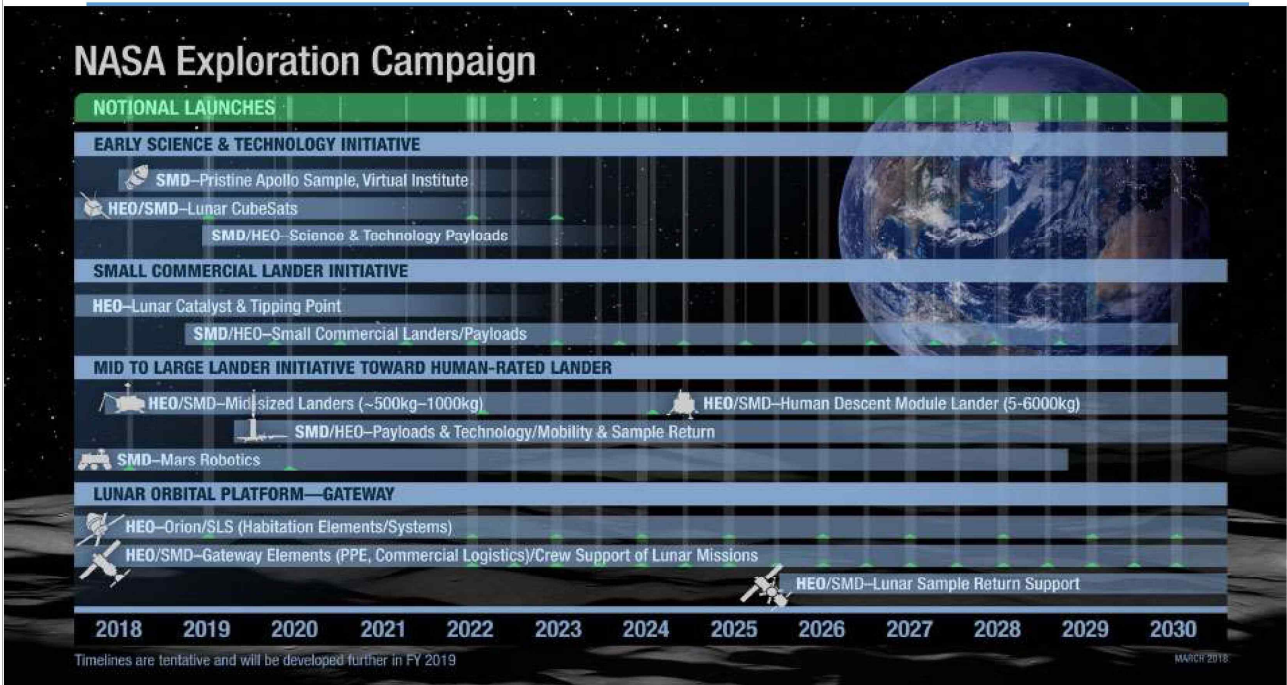 NASA Exploration Campaign
NOTIONAL LAUNCHES
EARLY SCIENCE & TECHNOLOGY INITIATIVE
SMD–Pristine Apollo Sample, Virtual Institute
HEO/SMD–Lunar CubeSats
SMD/HEO–Science & Technology Payloads
SMALL COMMERCIAL LANDER INITIATIVE
HEO–Lunar Catalyst & Tipping Point
SMD/HEO–Small Commercial Landers/Payloads
MID TO LARGE LANDER INITIATIVE TOWARD HUMAN-RATED LANDER
HEO/SMD–Mid sized Landers (~500kg–1000kg)
HEO/SMD–Human Descent Module Lander (5-6000kg)
SMD/HEO–Payloads & Technology/Mobility & Sample Return
SMD–Mars Robotics
LUNAR ORBITAL PLATFORM—GATEWAY
HEO–Orion/SLS (Habitation Elements/Systems)
HEO/SMD–Gateway Elements (PPE, Commercial Logistics)/Crew Support of Lunar Missions
HEO/SMD–Lunar Sample Return Support
2018 2019 2020 2021 2022 2023 2024 2025 2026 2027 2028 2029 2030
Timelines are tentative and will be developed further in FY 2019
MARCH 2018